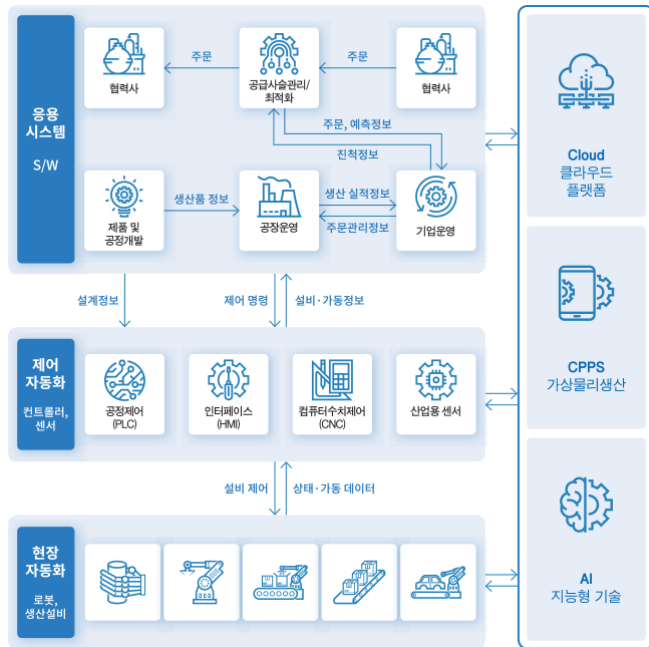 응용
시스템
S/W
협력사
주문
공급사슬관리/
최적화
주문
협력사
주문, 예측정보
진척정보
제품 및
공정개발
생산품 정보
공장운영
생산 실적정보
주문관리정보
기업운영
설계정보
제어 명령
설비·가동정보
제어
자동화
컨트롤러,
센서
공정제어
(PLC)
인터페이스
(HMI)
컴퓨터수치제어
(CNC)
산업용 센서
설비 제어
상태·가동 데이터
현장
자동화
로봇,
생산설비
Cloud
클라우드
플랫폼
CPPS
가상물리생산
AI
지능형 기술